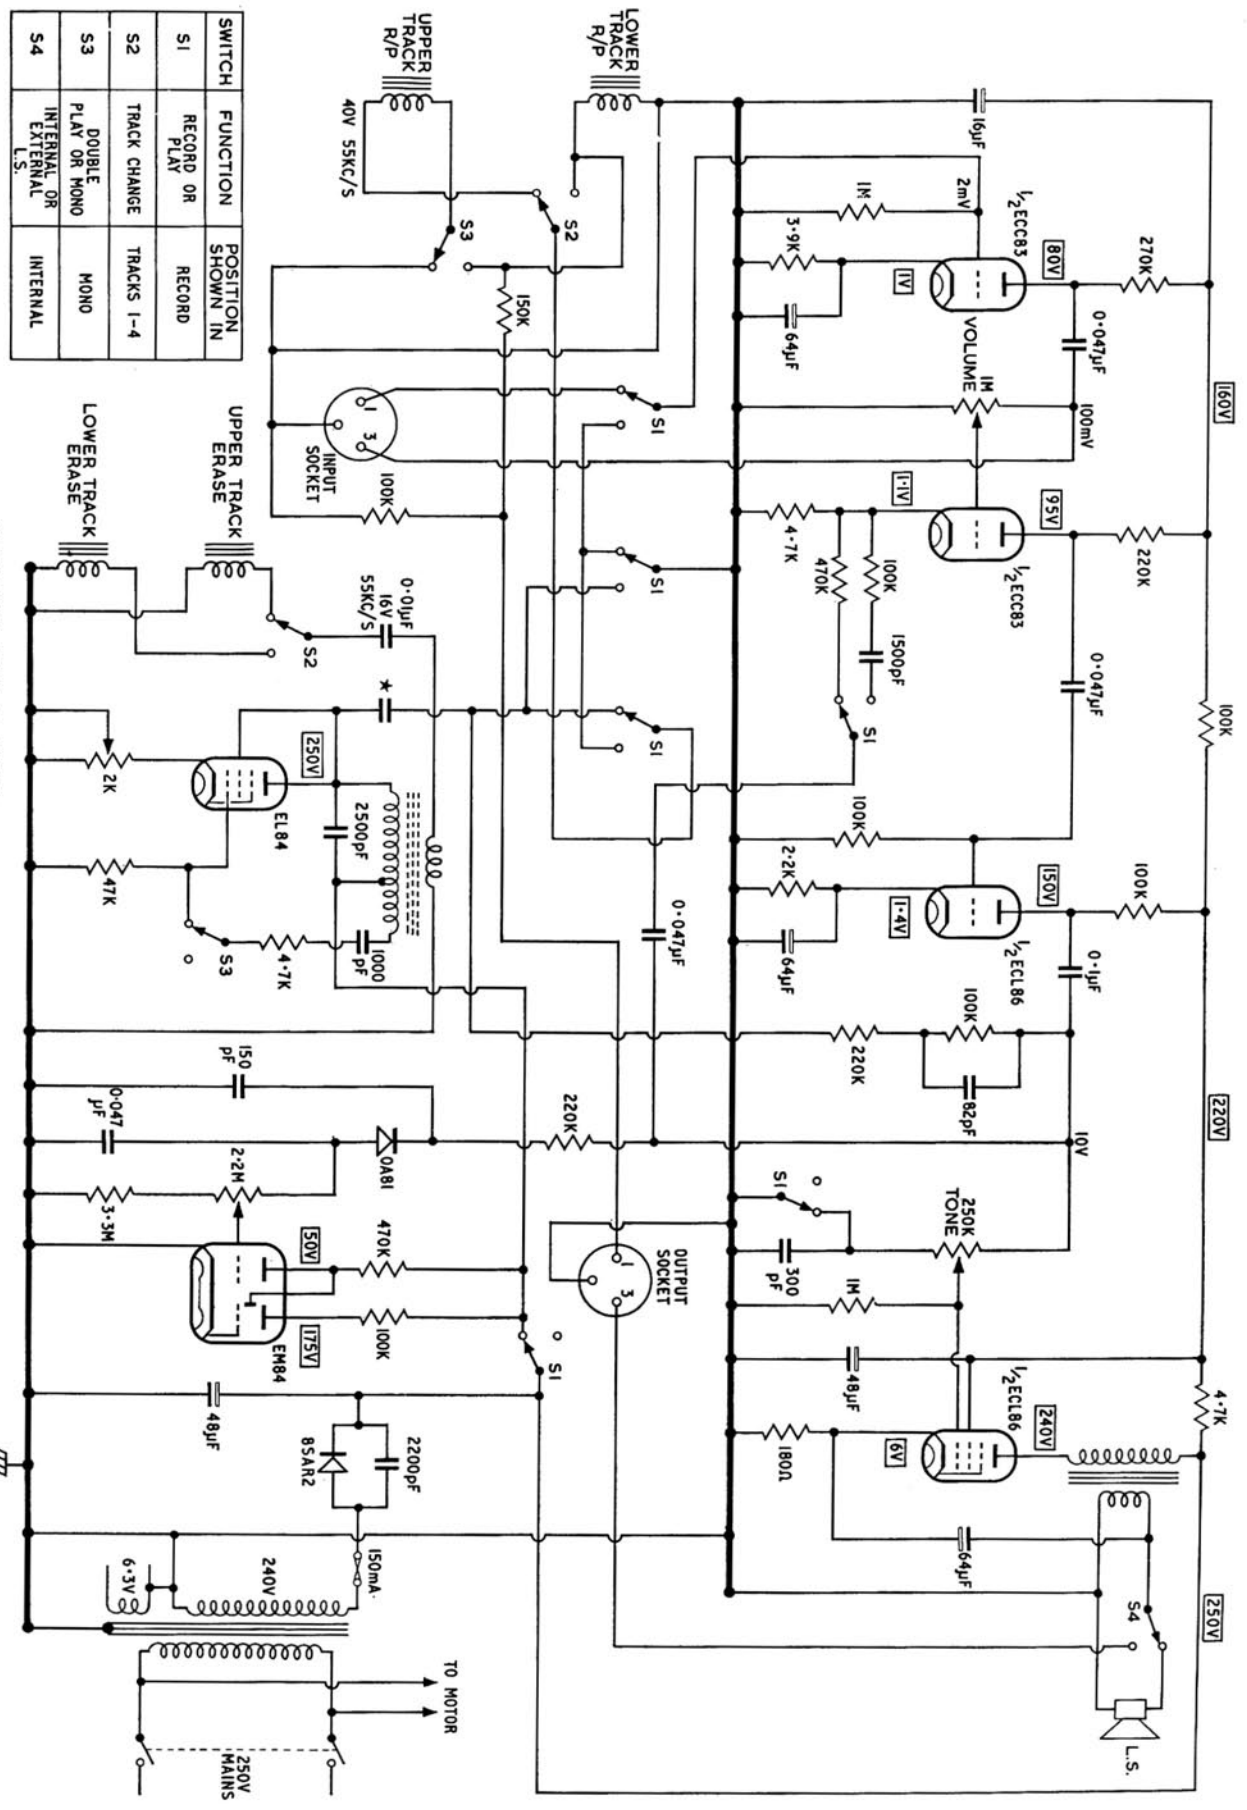 SWITCH FUNCTION POSITION SHOWN IN
S1 RECORD OR PLAY RECORD
S2 TRACK CHANGE TRACKS 1-4
S3 DOUBLE PLAY OR MONO MONO
S4 INTERNAL OR EXTERNAL L.S. INTERNAL
UPPER
TRACK
R/P
LOWER
TRACK
R/P
40V 55KC/S
S2
S3
150K
16µF
1M
2mV
3·9K
1V
64µF
½ECC83
80V
270K
0·047µF
160V
VOLUME
1M
100mV
1
3
INPUT
SOCKET
100K
S1
1·1V
4·7K
470K
100K
1500pF
S1
½ECC83
95V
220K
0·047µF
100K
S1
S1
UPPER TRACK
ERASE
LOWER TRACK
ERASE
0·01µF
16V
55KC/S
S2
*
250V
2K
EL84
2500pF
47K
S3
4·7K
1000
pF
100K
2·2K
1·4V
64µF
150V
½ECL86
100K
0·1µF
0·047µF
100K
82pF
220K
220V
10V
220K
150
pF
0·047
µF
OA81
2·2M
3·3M
50V
470K
175V
100K
EM84
S1
S1
300
pF
250K
TONE
1M
OUTPUT
SOCKET
1
3
48µF
½ECL86
240V
6V
180Ω
64µF
4·7K
250V
S4
L.S.
48µF
8SAR2
2200pF
150mA.
240V
6·3V
TO MOTOR
250V
MAINS